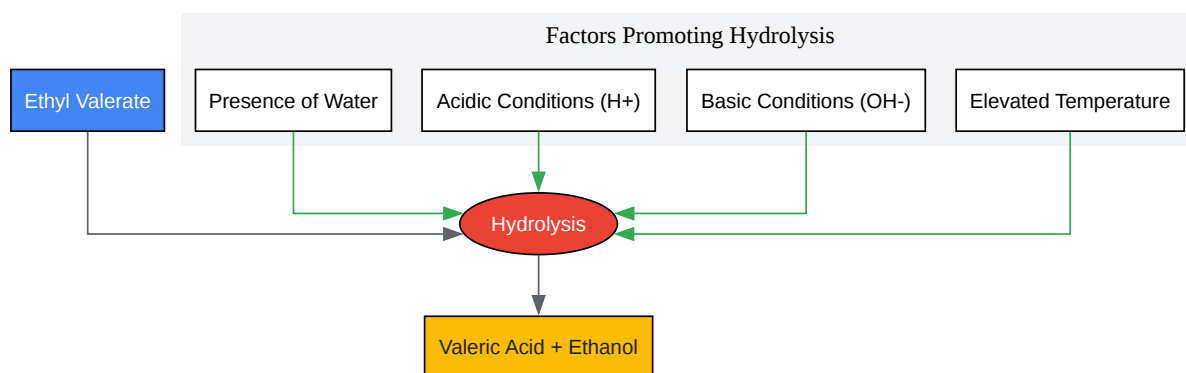 Factors Promoting Hydrolysis
Ethyl Valerate
Presence of Water
Acidic Conditions (H+)
Basic Conditions (OH-)
Elevated Temperature
Hydrolysis
Valeric Acid + Ethanol